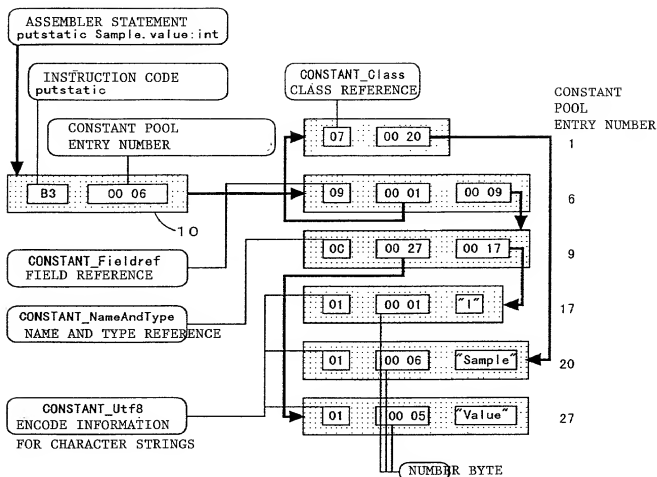 ASSEMBLER STATEMENT
putstatic Sample.value:int
INSTRUCTION CODE
putstatic
CONSTANT POOL
ENTRY NUMBER
B3 00 06
10
CONSTANT_Fieldref
FIELD REFERENCE
CONSTANT_NameAndType
NAME AND TYPE REFERENCE
CONSTANT_Utf8
ENCODE INFORMATION
FOR CHARACTER STRINGS
CONSTANT_Class
CLASS REFERENCE
CONSTANT
POOL
ENTRY NUMBER
07 00 20 1
09 00 01 00 09 6
0C 00 27 00 17 9
01 00 01 "I" 17
01 00 06 "Sample" 20
01 00 05 "Value" 27
NUMBER BYTE